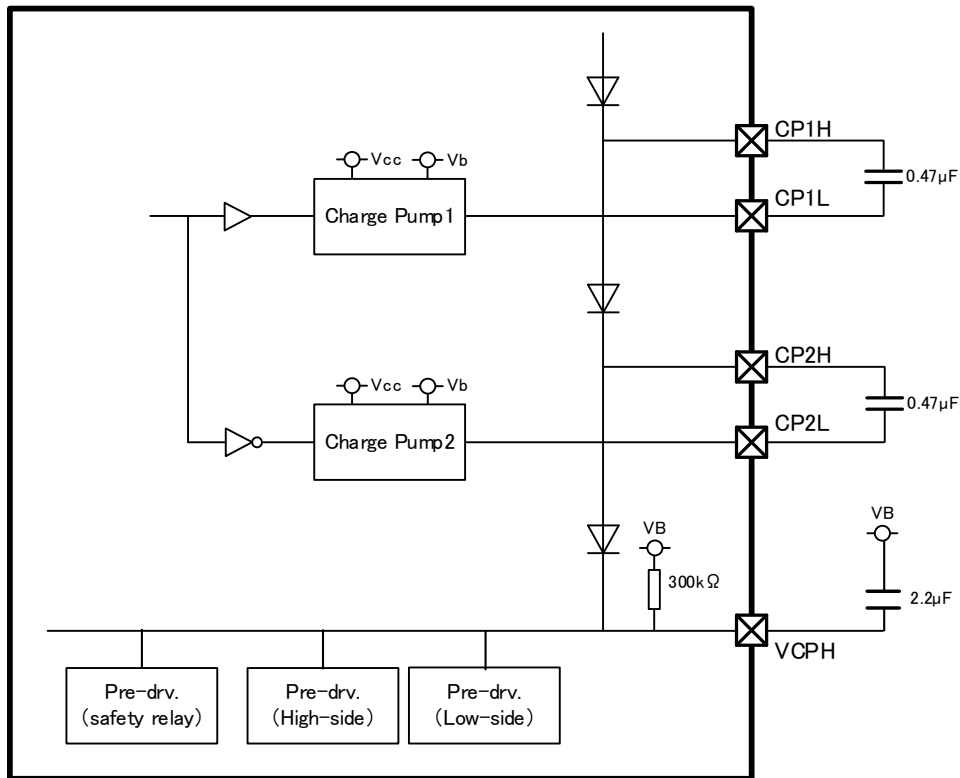 CP1H
Vcc
Vb
0.47μF
Charge Pump1
CP1L
CP2H
Vcc
Vb
0.47μF
Charge Pump2
CP2L
VB
VB
300kΩ
2.2μF
VCPH
Pre-drv.
(safety relay)
Pre-drv.
(High-side)
Pre-drv.
(Low-side)